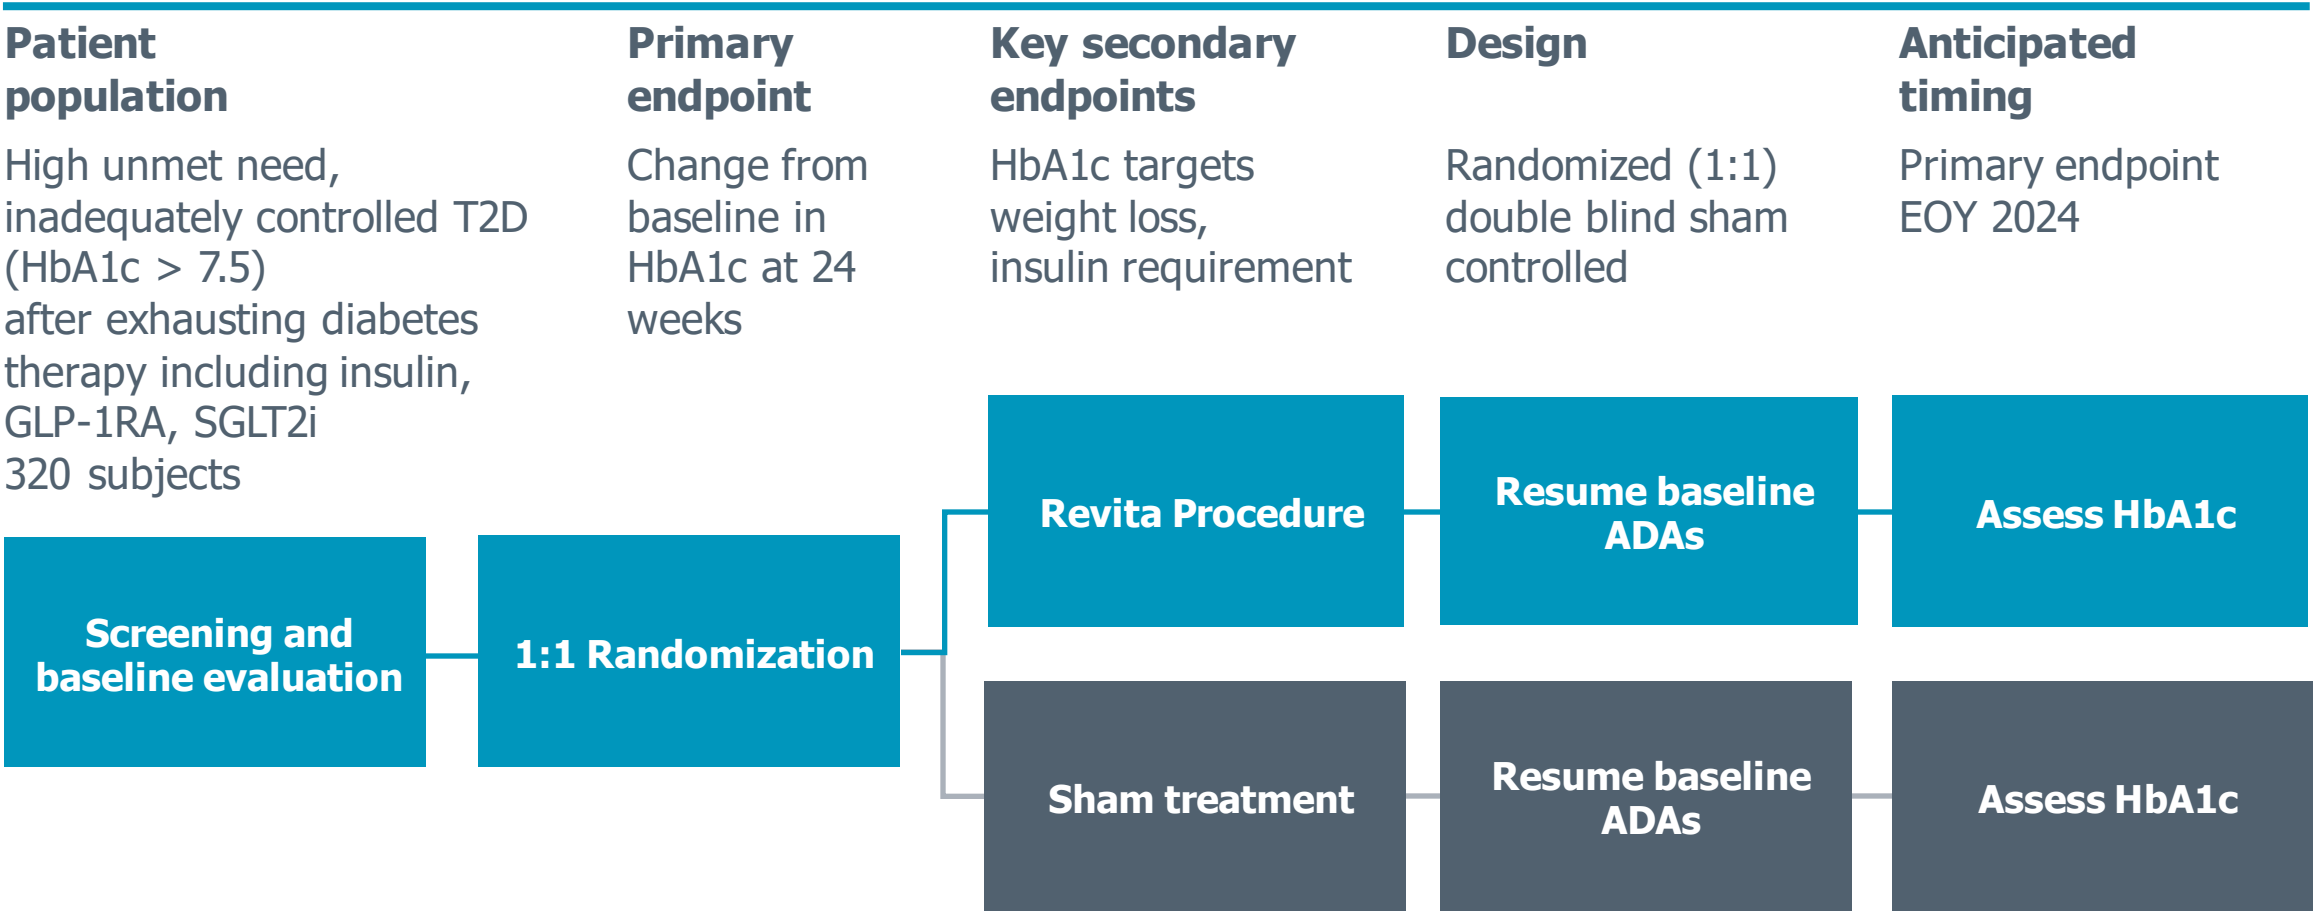 Patient
population
High unmet need,
inadequately controlled T2D
(HbA1c > 7.5)
after exhausting diabetes
therapy including insulin,
GLP-1RA, SGLT2i
320 subjects
Primary
endpoint
Change from
baseline in
HbA1c at 24
weeks
Key secondary
endpoints
HbA1c targets
weight loss,
insulin requirement
Design
Randomized (1:1)
double blind sham
controlled
Anticipated
timing
Primary endpoint
EOY 2024
Screening and
baseline evaluation
1:1 Randomization
Revita Procedure
Resume baseline
ADAs
Assess HbA1c
Sham treatment
Resume baseline
ADAs
Assess HbA1c